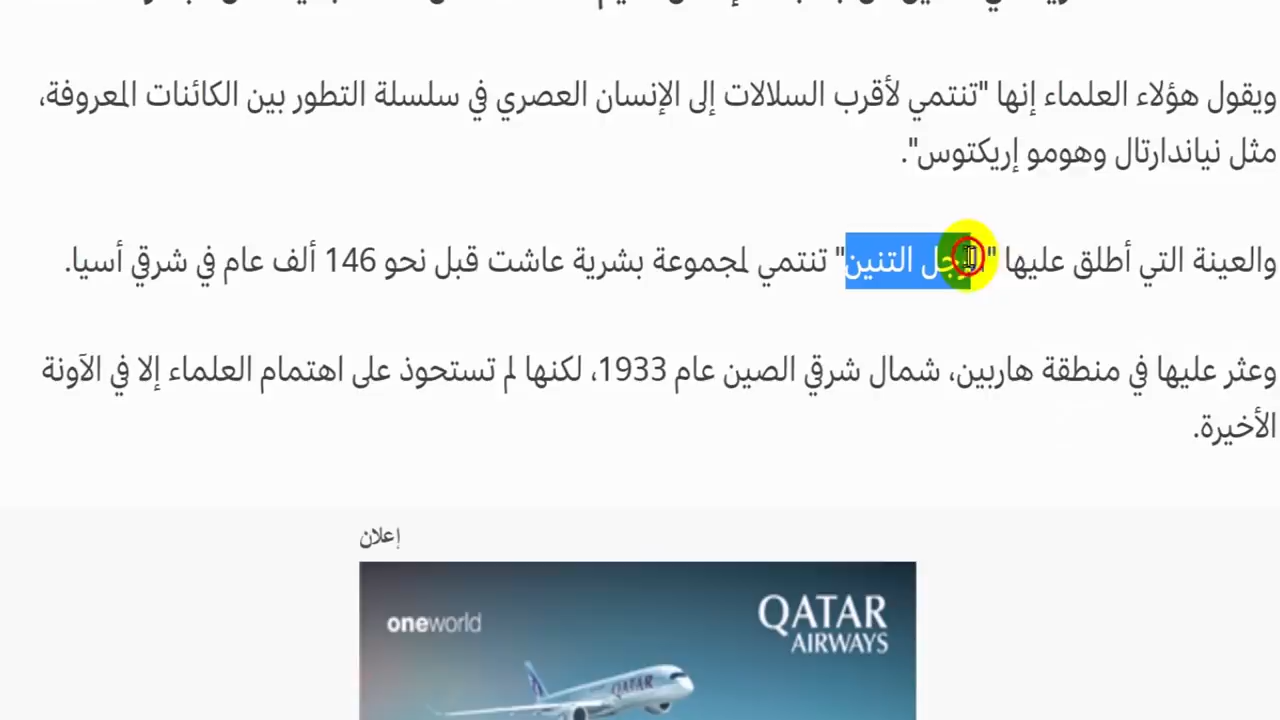 ويقول هؤلاء العلماء إنها "تنتمي لأقرب السلالات إلى الإنسان العصري في سلسلة التطور بين الكائنات المعروفة،
مثل نياندارتال وهومو إريكتوس".
والعينة التي أطلق عليها "الرجل التنين" تنتمي لمجموعة بشرية عاشت قبل نحو 146 ألف عام في شرقي أسيا.
وعثر عليها في منطقة هاربين، شمال شرقي الصين عام 1933، لكنها لم تستحوذ على اهتمام العلماء إلا في الآونة
الأخيرة.
إعلان
oneworld
QATAR
AIRWAYS
QATAR